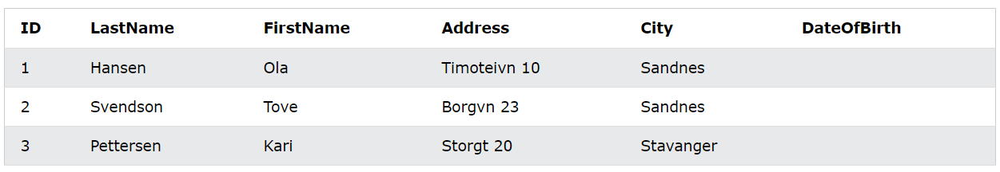 ID LastName FirstName Address City DateOfBirth
1 Hansen Ola Timoteivn 10 Sandnes
2 Svendson Tove Borgvn 23 Sandnes
3 Pettersen Kari Storgt 20 Stavanger